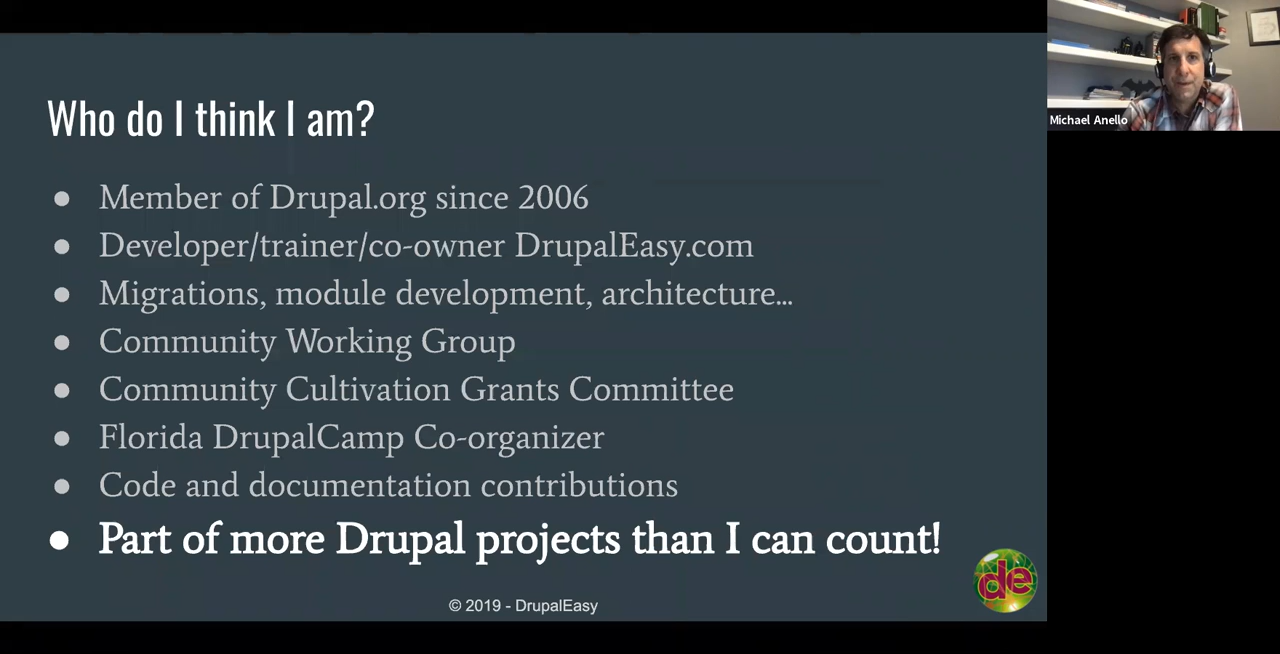 Who do I think I am?
● Member of Drupal.org since 2006
● Developer/trainer/co-owner DrupalEasy.com
● Migrations, module development, architecture...
● Community Working Group
● Community Cultivation Grants Committee
● Florida DrupalCamp Co-organizer
● Code and documentation contributions
● Part of more Drupal projects than I can count!
de
© 2019 - DrupalEasy
Michael Anello